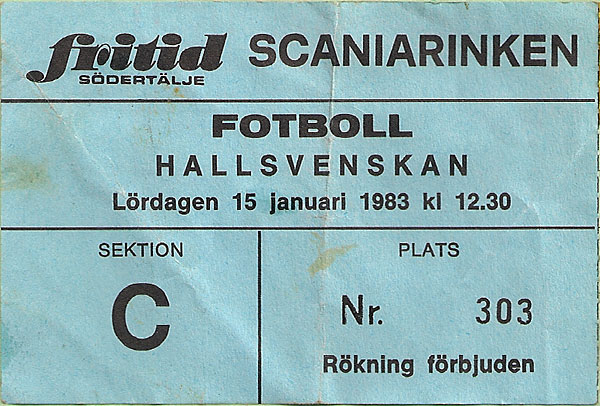 fritid SCANIARINKEN
SÖDERTÄLJE
FOTBOLL
HALLSVENSKAN
Lördagen 15 januari 1983 kl 12.30
SEKTION
C
PLATS
Nr. 303
Rökning förbjuden